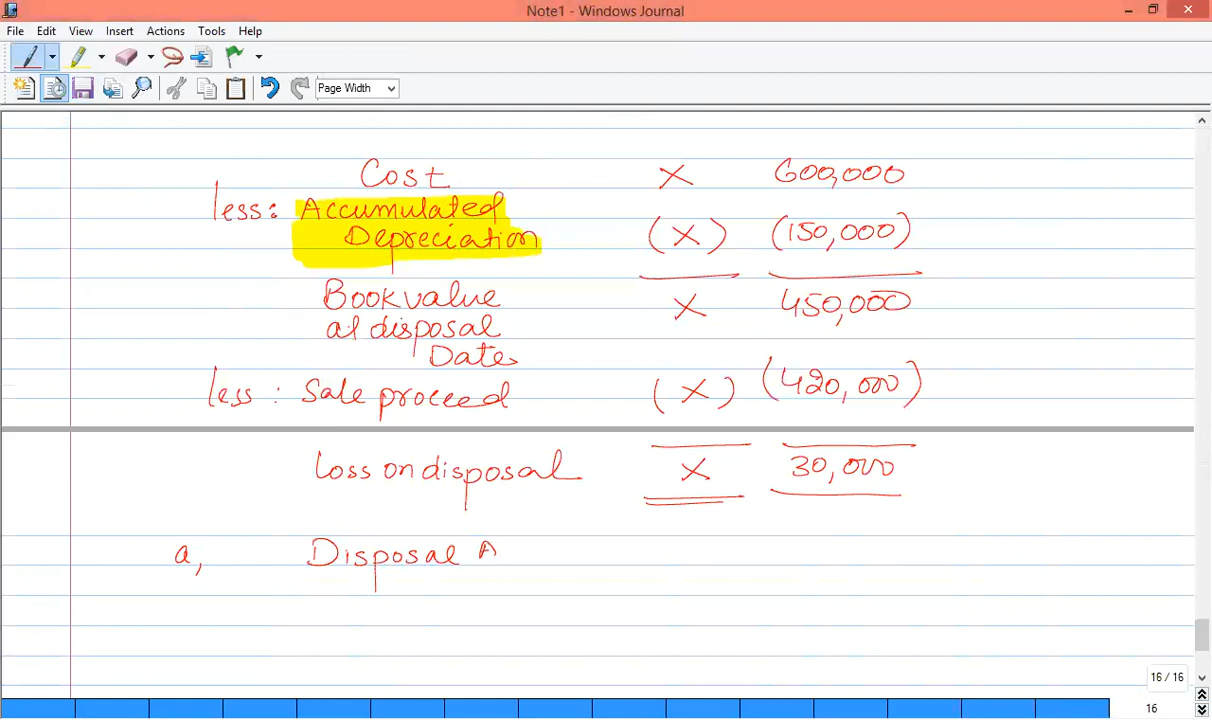 Note1 - Windows Journal
File Edit View Insert Actions Tools Help
Page Width
Cost X 600,000
less: Accumulated
Depreciation (X) (150,000)
Book value X 450,000
at disposal
Date
less: Sale proceed (X) (420,000)
Loss on disposal X 30,000
a, Disposal A
16 / 16
16